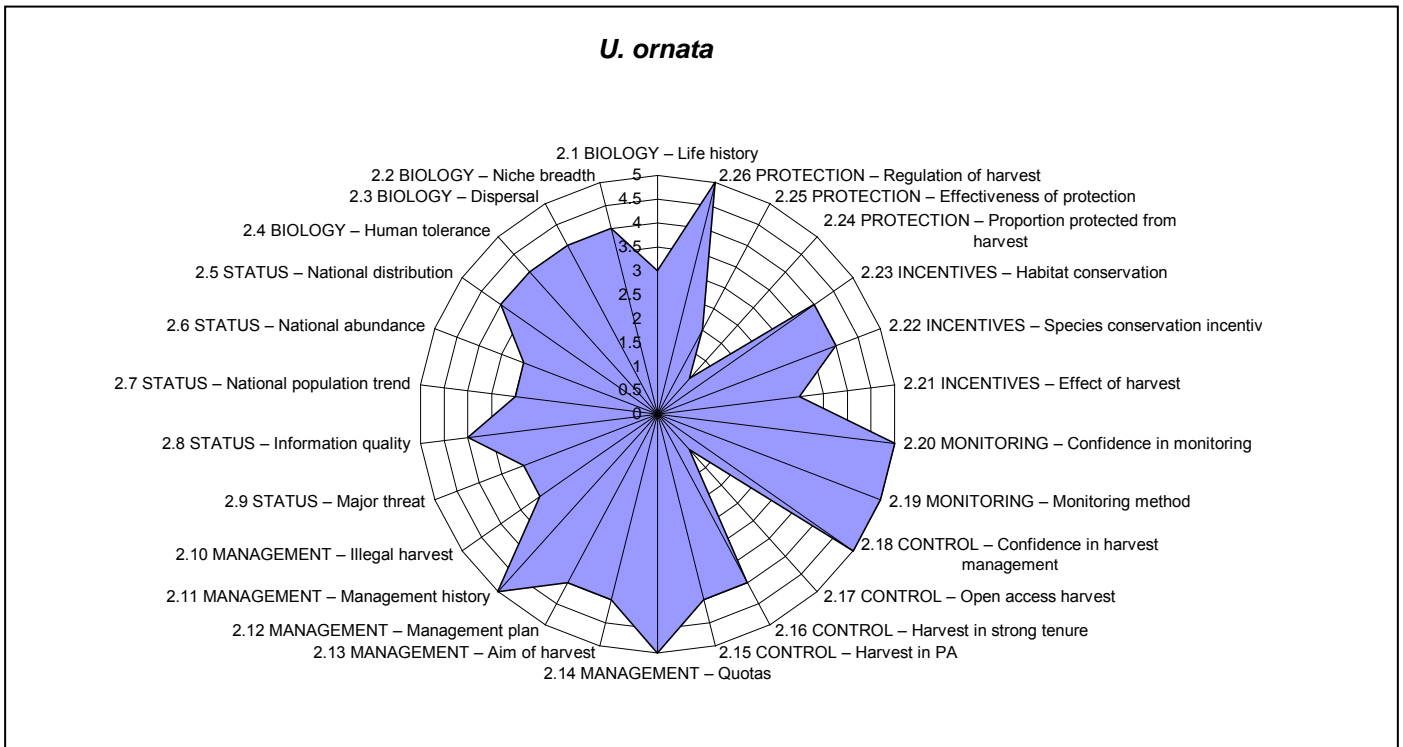 U. ornata
2.1 BIOLOGY – Life history
2.26 PROTECTION – Regulation of harvest
2.25 PROTECTION – Effectiveness of protection
2.24 PROTECTION – Proportion protected from
harvest
2.23 INCENTIVES – Habitat conservation
2.22 INCENTIVES – Species conservation incentiv
2.21 INCENTIVES – Effect of harvest
2.20 MONITORING – Confidence in monitoring
2.19 MONITORING – Monitoring method
2.18 CONTROL – Confidence in harvest
management
2.17 CONTROL – Open access harvest
2.16 CONTROL – Harvest in strong tenure
2.15 CONTROL – Harvest in PA
2.14 MANAGEMENT – Quotas
2.13 MANAGEMENT – Aim of harvest
2.12 MANAGEMENT – Management plan
2.11 MANAGEMENT – Management history
2.10 MANAGEMENT – Illegal harvest
2.9 STATUS – Major threat
2.8 STATUS – Information quality
2.7 STATUS – National population trend
2.6 STATUS – National abundance
2.5 STATUS – National distribution
2.4 BIOLOGY – Human tolerance
2.3 BIOLOGY – Dispersal
2.2 BIOLOGY – Niche breadth
5
4.5
4
3.5
3
2.5
2
1.5
1
0.5
0